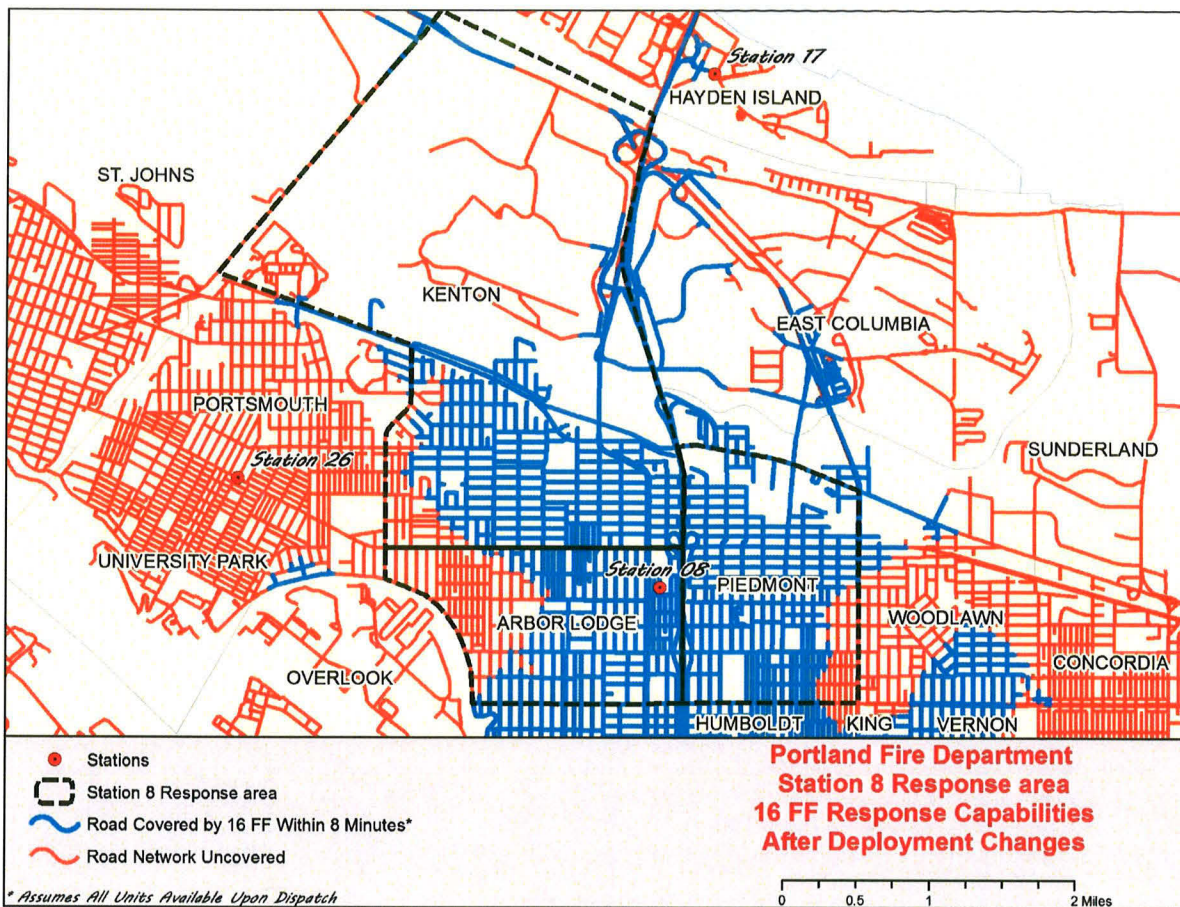 Station 17
HAYDEN ISLAND
ST. JOHNS
KENTON
EAST COLUMBIA
PORTSMOUTH
Station 26
SUNDERLAND
UNIVERSITY PARK
Station 08
PIEDMONT
ARBOR LODGE
WOODLAWN
CONCORDIA
OVERLOOK
HUMBOLDT
KING
VERNON
Stations
Station 8 Response area
Road Covered by 16 FF Within 8 Minutes*
Road Network Uncovered
* Assumes All Units Available Upon Dispatch
Portland Fire Department
Station 8 Response area
16 FF Response Capabilities
After Deployment Changes
0 0.5 1 2 Miles